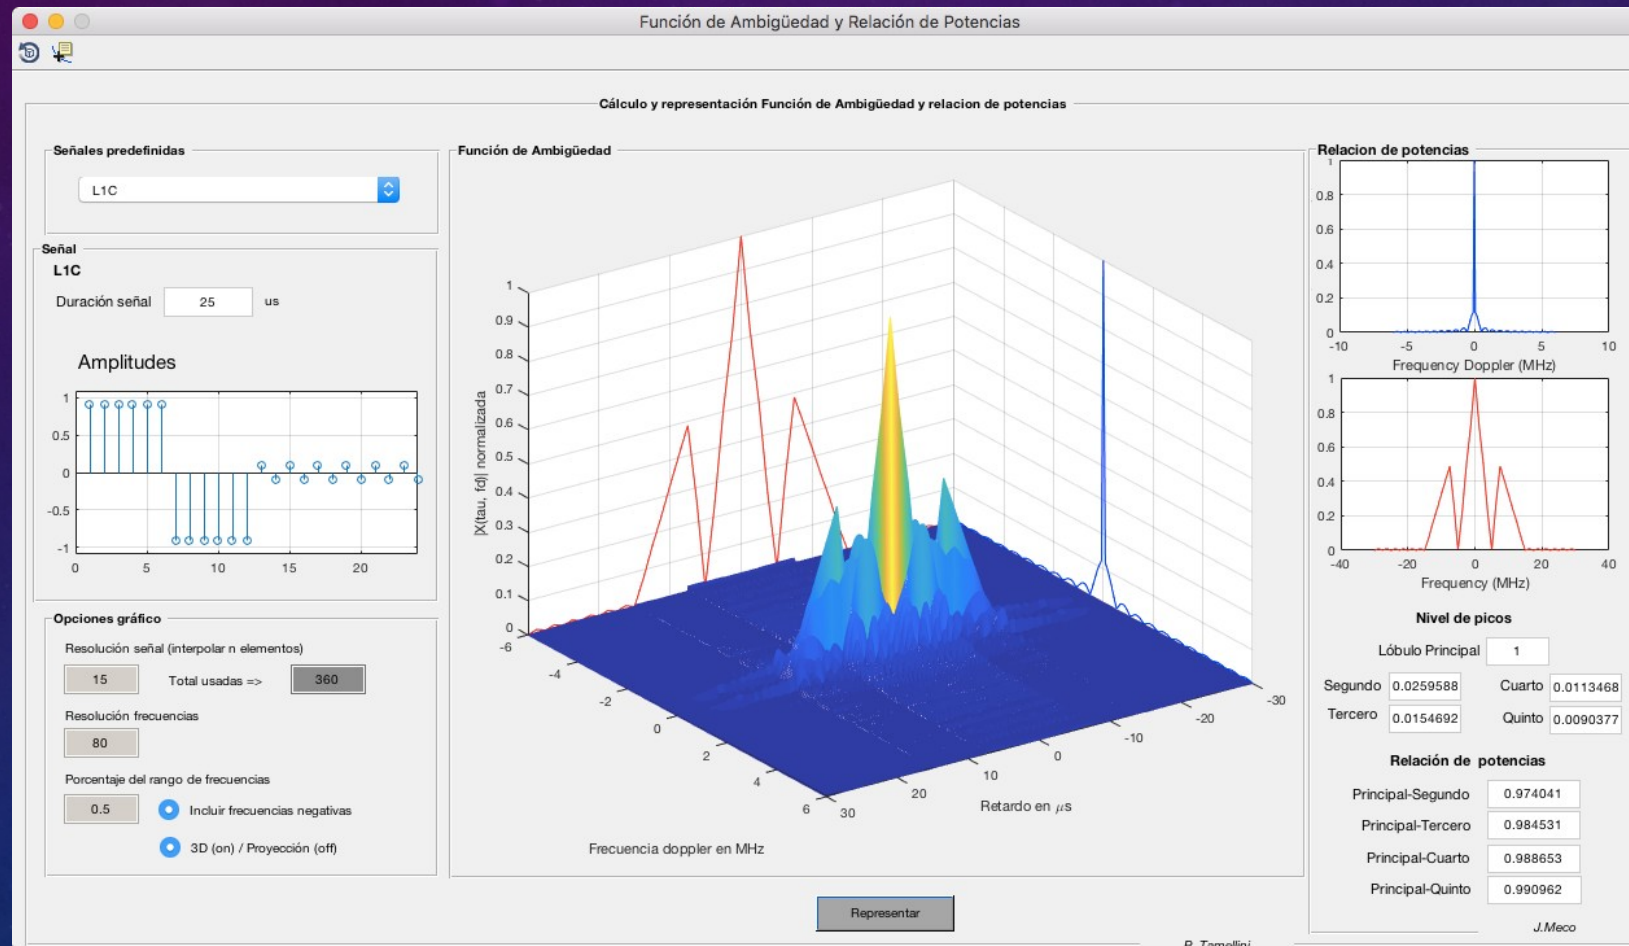 Función de Ambigüedad y Relación de Potencias
Cálculo y representación Función de Ambigüedad y relacion de potencias
Señales predefinidas
L1C
Señal
L1C
Duración señal 25 us
Amplitudes
1
0.5
0
-0.5
-1
0 5 10 15 20
Opciones gráfico
Resolución señal (interpolar n elementos)
15 Total usadas => 360
Resolución frecuencias
80
Porcentaje del rango de frecuencias
0.5 Incluir frecuencias negativas
3D (on) / Proyección (off)
Función de Ambigüedad
|X(tau, fd)| normalizada
1
0.9
0.8
0.7
0.6
0.5
0.4
0.3
0.2
0.1
0
-6
-4
-2
0
2
4
6
Frecuencia doppler en MHz
30
20
10
0
-10
-20
-30
Retardo en μs
Representar
Relacion de potencias
1
0.8
0.6
0.4
0.2
0
-10 -5 0 5 10
Frequency Doppler (MHz)
1
0.8
0.6
0.4
0.2
0
-40 -20 0 20 40
Frequency (MHz)
Nivel de picos
Lóbulo Principal 1
Segundo 0.0259588 Cuarto 0.0113468
Tercero 0.0154692 Quinto 0.0090377
Relación de potencias
Principal-Segundo 0.974041
Principal-Tercero 0.984531
Principal-Cuarto 0.988653
Principal-Quinto 0.990962
J.Meco